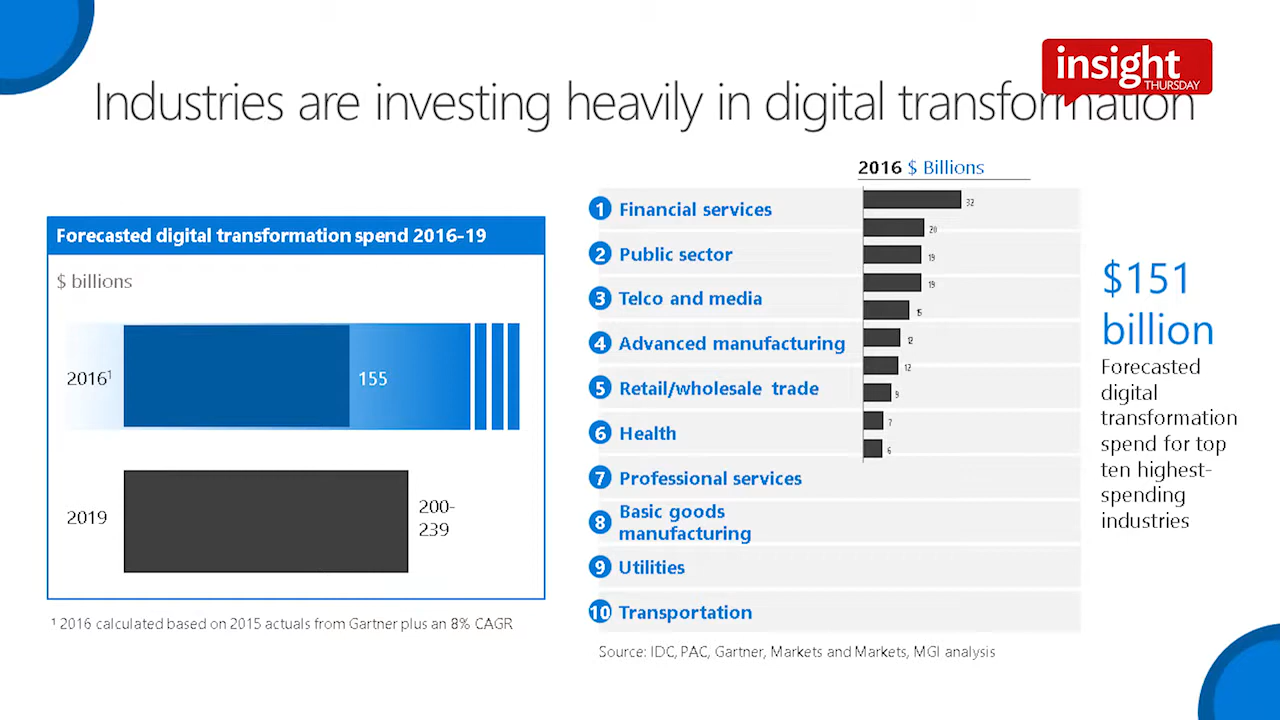 insight
THURSDAY
Industries are investing heavily in digital transformation
Forecasted digital transformation spend 2016-19
$ billions
2016¹
155
2019
200-
239
¹ 2016 calculated based on 2015 actuals from Gartner plus an 8% CAGR
2016 $ Billions
1 Financial services
2 Public sector
3 Telco and media
4 Advanced manufacturing
5 Retail/wholesale trade
6 Health
7 Professional services
8 Basic goods
manufacturing
9 Utilities
10 Transportation
32
20
19
19
15
12
12
9
7
6
Source: IDC, PAC, Gartner, Markets and Markets, MGI analysis
$151
billion
Forecasted
digital
transformation
spend for top
ten highest-
spending
industries